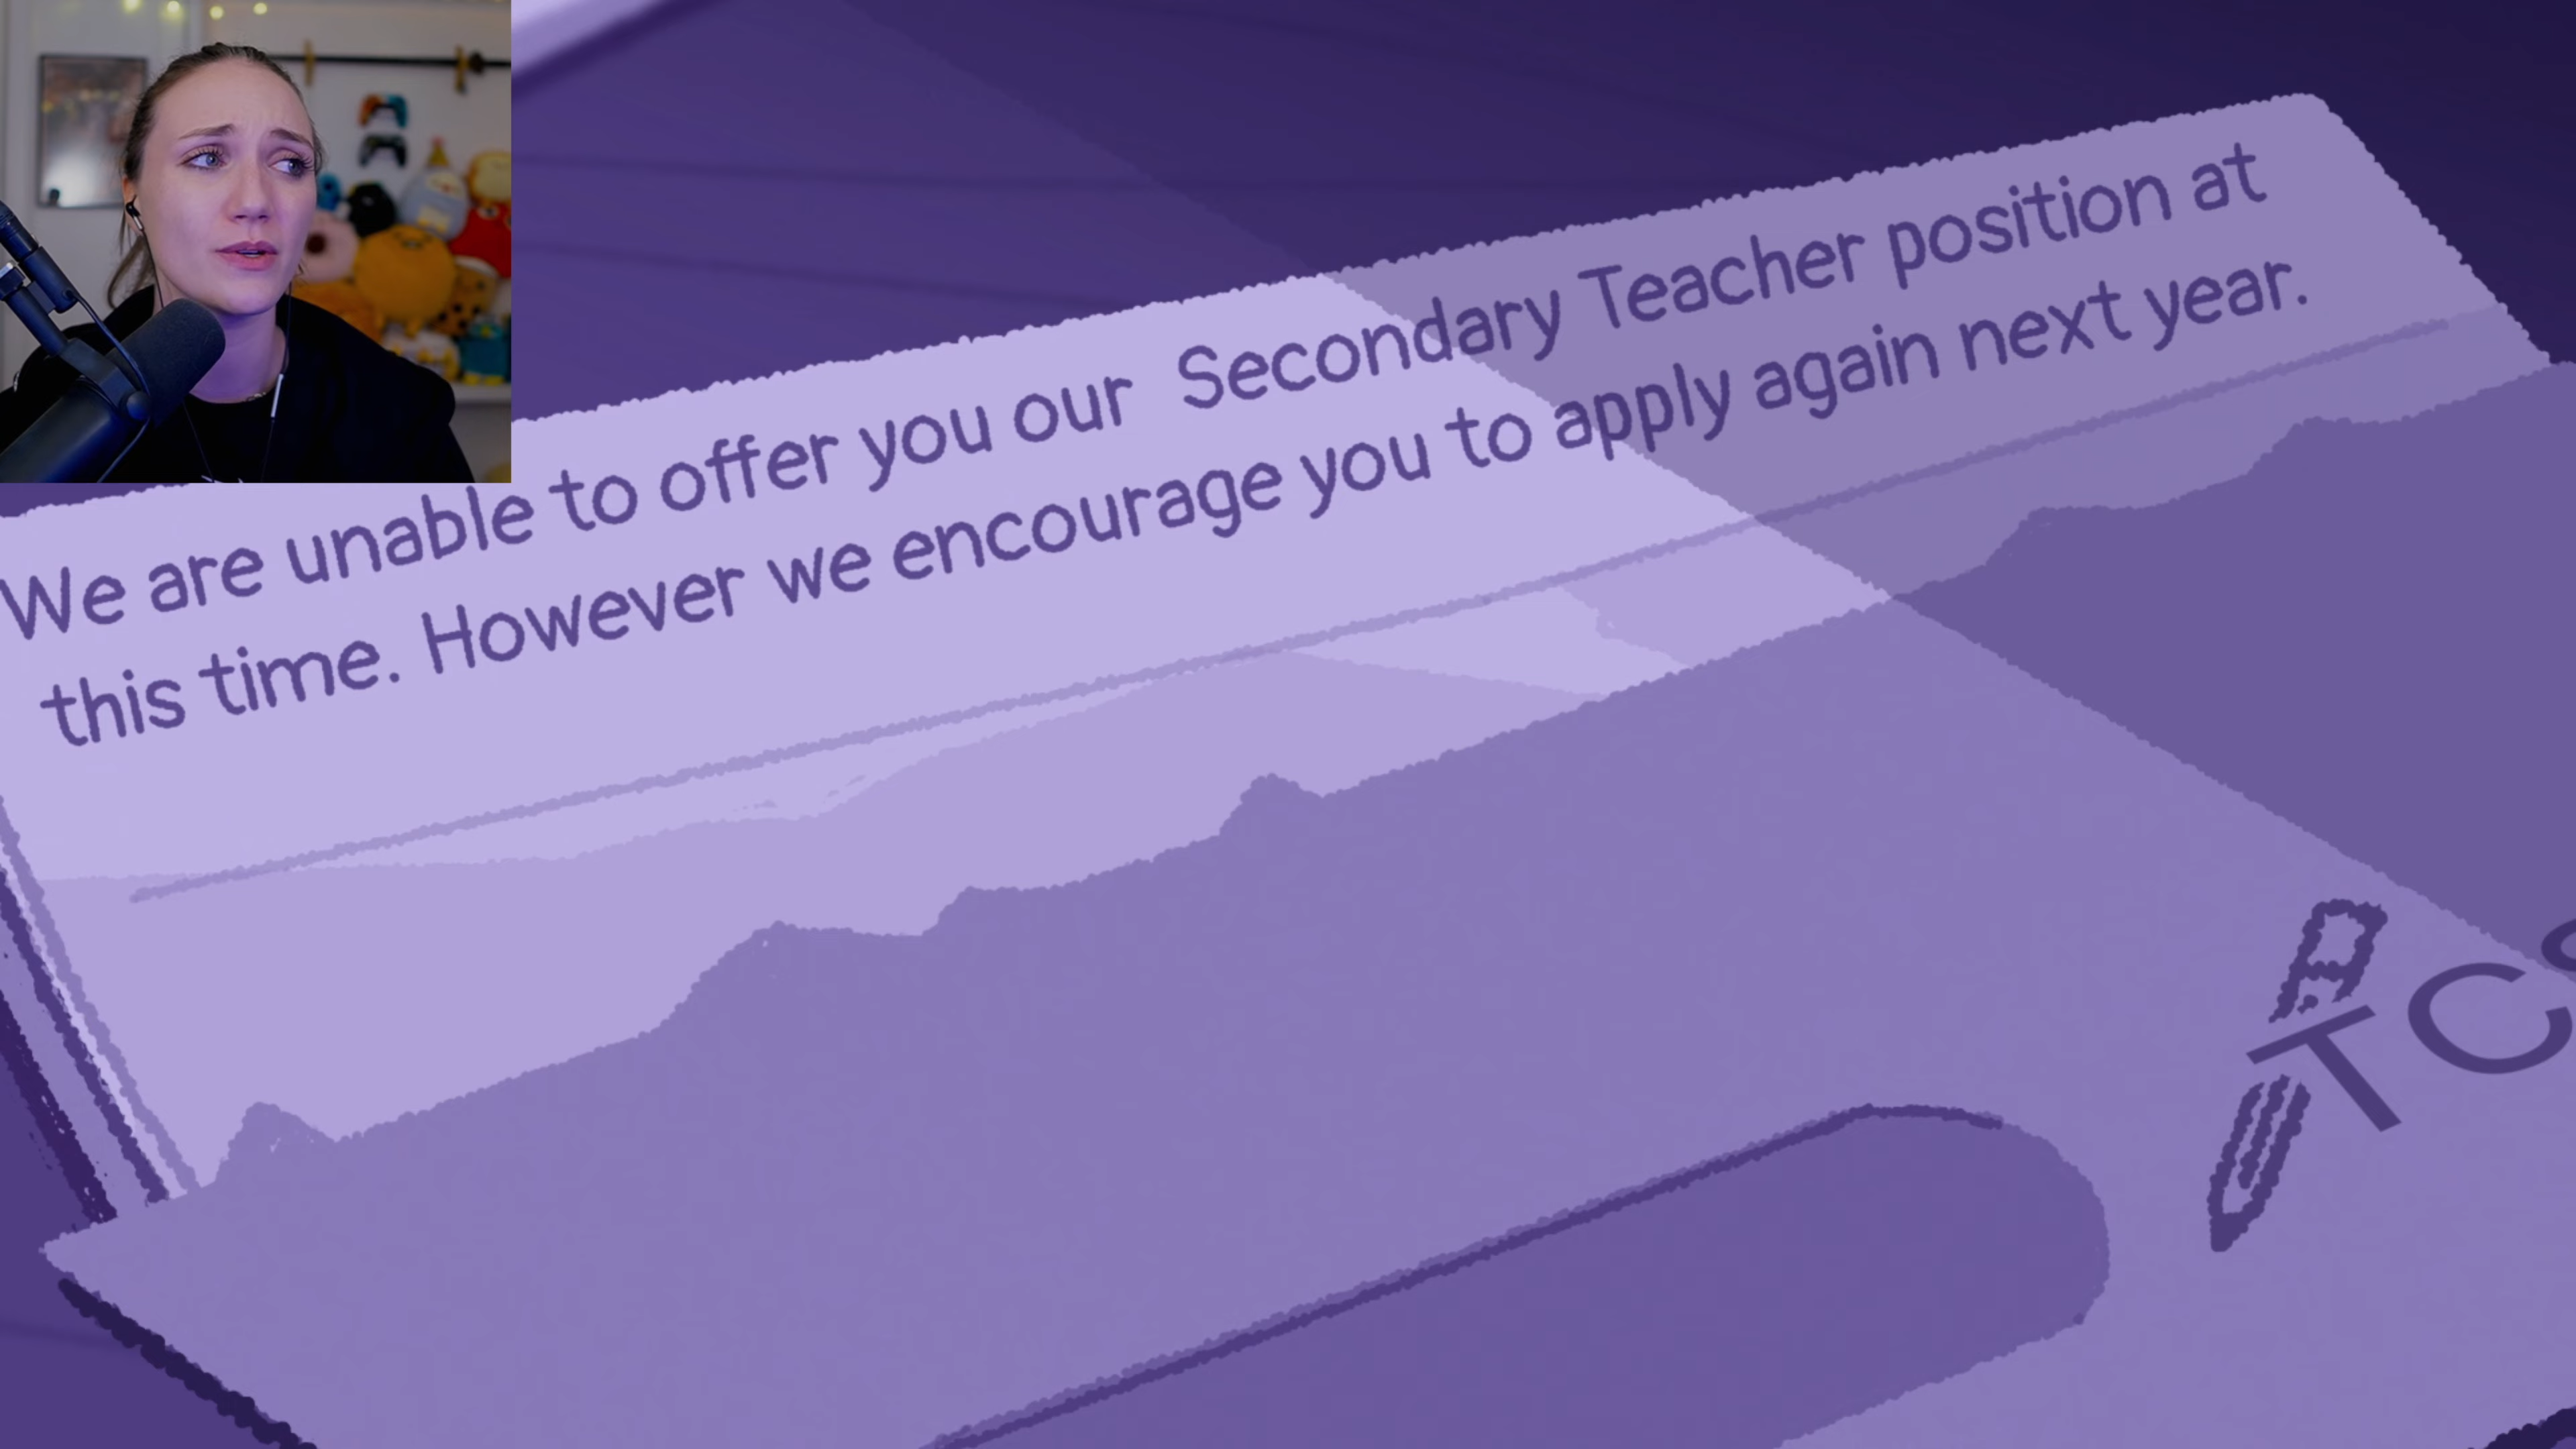 We are unable to offer you our Secondary Teacher position at
this time. However we encourage you to apply again next year.
TC